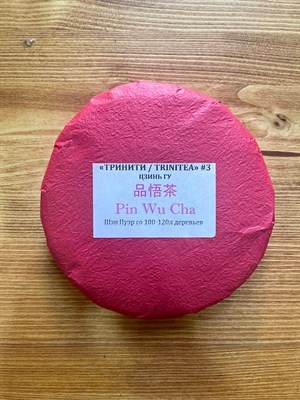 «ТРИНИТИ / TRINITEA» #3
ЦЗИНЬ ГУ
品悟茶
Pin Wu Cha
Шэн Пуэр со 100-120л деревьев